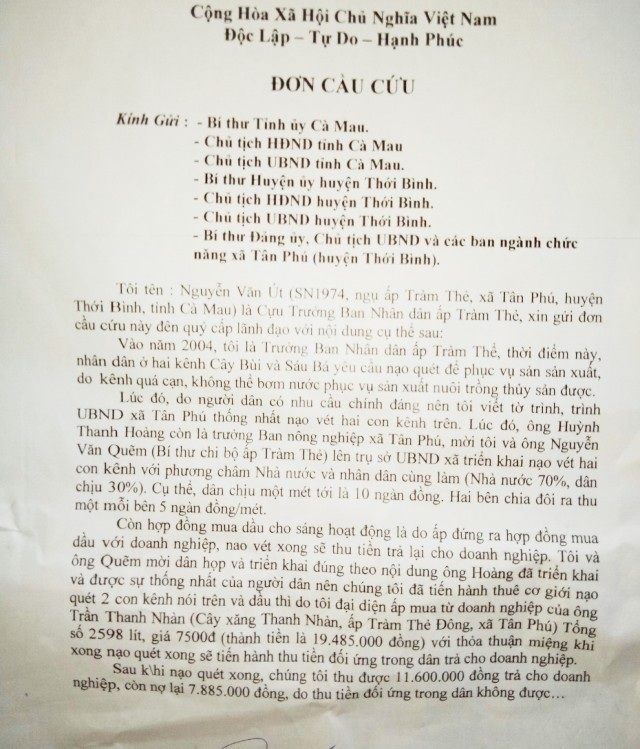 Cộng Hòa Xã Hội Chủ Nghĩa Việt Nam
Độc Lập – Tự Do – Hạnh Phúc
ĐƠN CẦU CỨU
Kính Gửi : - Bí thư Tỉnh ủy Cà Mau.
- Chủ tịch HĐND tỉnh Cà Mau
- Chủ tịch UBND tỉnh Cà Mau.
- Bí thư Huyện ủy huyện Thới Bình.
- Chủ tịch HĐND huyện Thới Bình.
- Chủ tịch UBND huyện Thới Bình.
- Bí thư Đảng ủy, Chủ tịch UBND và các ban ngành chức
năng xã Tân Phú (huyện Thới Bình).
Tôi tên : Nguyễn Văn Út (SN1974, ngụ ấp Tràm Thẻ, xã Tân Phú, huyện
Thới Bình, tỉnh Cà Mau) là Cựu Trưởng Ban Nhân dân ấp Tràm Thẻ, xin gửi đơn
cầu cứu này đến quý cấp lãnh đạo với nội dung cụ thể sau:
Vào năm 2004, tôi là Trưởng Ban Nhân dân ấp Tràm Thẻ, thời điểm này,
nhân dân ở hai kênh Cây Bùi và Sáu Bá yêu cầu nạo quét để phục vụ sản sản xuất,
do kênh quá cạn, không thể bơm nước phục vụ sản xuất nuôi trồng thủy sản được.
Lúc đó, do người dân có nhu cầu chính đáng nên tôi viết tờ trình, trình
UBND xã Tân Phú thống nhất nạo vét hai con kênh trên. Lúc đó, ông Huỳnh
Thanh Hoàng còn là trưởng Ban nông nghiệp xã Tân Phú, mời tôi và ông Nguyễn
Văn Quẽm (Bí thư chi bộ ấp Tràm Thẻ) lên trụ sở UBND xã triển khai nạo vét hai
con kênh với phương châm Nhà nước và nhân dân cùng làm (Nhà nước 70%, dân
chịu 30%). Cụ thể, dân chịu một mét tới là 10 ngàn đồng. Hai bên chia đôi ra thu
một mỗi bên 5 ngàn đồng/mét.
Còn hợp đồng mua dầu cho sáng hoạt động là do ấp đứng ra hợp đồng mua
dầu với doanh nghiệp, nao vét xong sẽ thu tiền trả lại cho doanh nghiệp. Tôi và
ông Quẽm mời dân họp và triển khai đúng theo nội dung ông Hoàng đã triển khai
và được sự thống nhất của người dân nên chúng tôi đã tiến hành thuê cơ giới nạo
quét 2 con kênh nói trên và dầu thì do tôi đại diện ấp mua từ doanh nghiệp của ông
Trần Thanh Nhàn (Cây xăng Thanh Nhàn, ấp Tràm Thẻ Đông, xã Tân Phú) Tổng
số 2598 lít, giá 7500đ (thành tiền là 19.485.000 đồng) với thỏa thuận miệng khi
xong nạo quét xong sẽ tiến hành thu tiền đối ứng trong dân trả cho doanh nghiệp.
Sau k\hi nạo quét xong, chúng tôi thu được 11.600.000 đồng trả cho doanh
nghiệp, còn nợ lại 7.885.000 đồng, do thu tiền đối ứng trong dân không được…